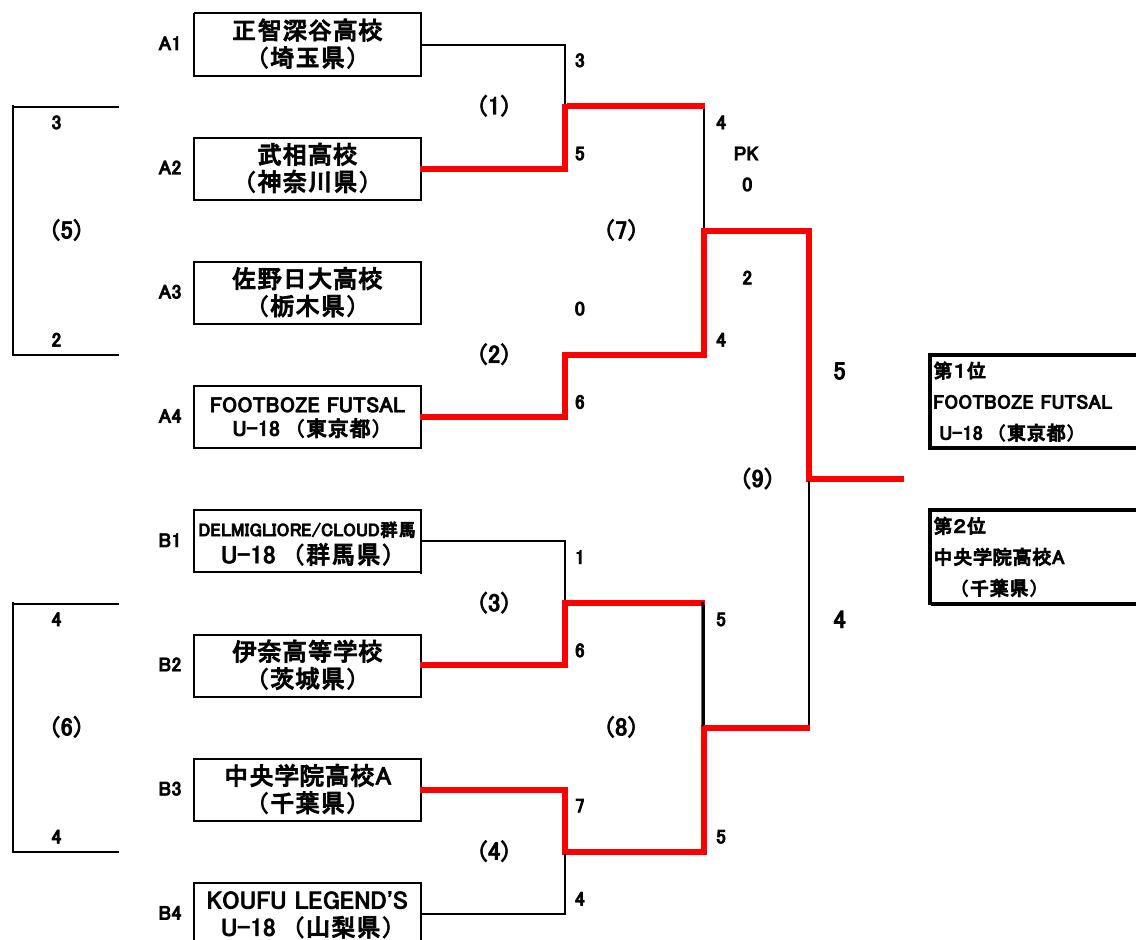 A1
正智深谷高校
（埼玉県）
3
(1)
3
4
A2
武相高校
（神奈川県）
5
PK
0
(5)
(7)
A3
佐野日大高校
（栃木県）
0
2
2
(2)
4
5
A4
FOOTBOZE FUTSAL
U-18 （東京都）
6
第１位
FOOTBOZE FUTSAL
U-18 （東京都）
(9)
B1
DELMIGLIORE/CLOUD群馬
U-18 （群馬県）
1
第２位
中央学院高校A
（千葉県）
4
(3)
5
4
B2
伊奈高等学校
（茨城県）
6
(6)
(8)
B3
中央学院高校A
（千葉県）
7
4
(4)
5
B4
KOUFU LEGEND'S
U-18 （山梨県）
4